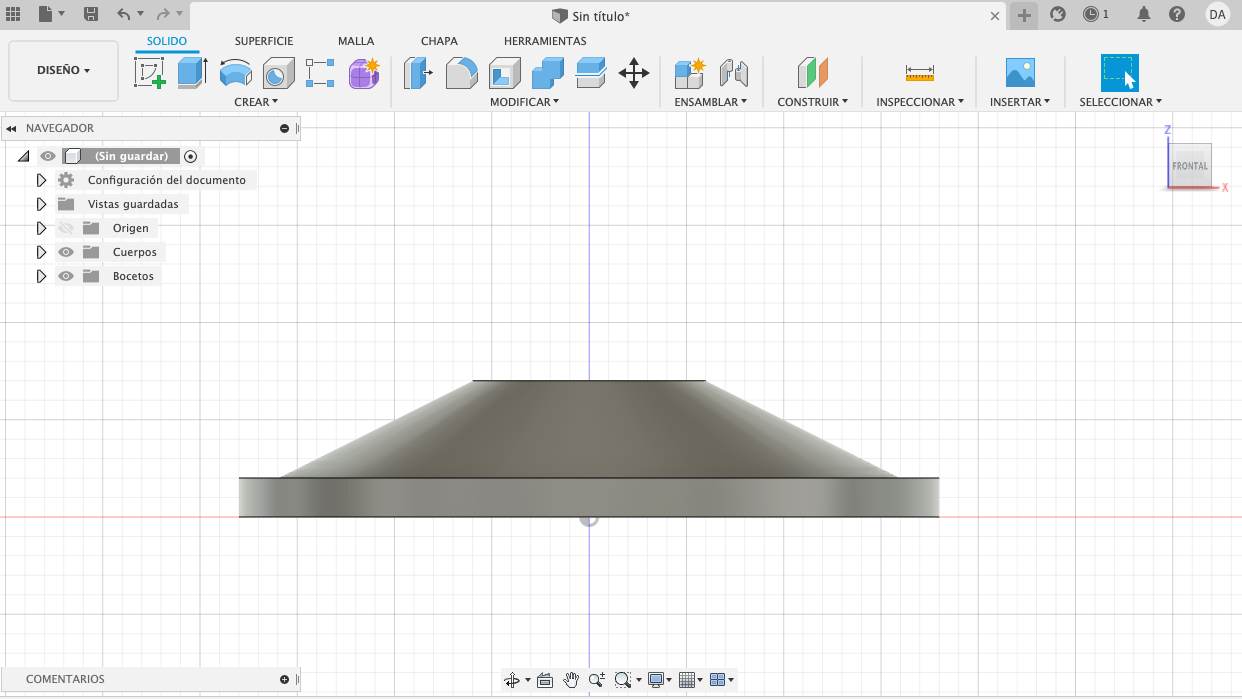 Sin título*
1
DA
DISEÑO
SOLIDO
SUPERFICIE
MALLA
CHAPA
HERRAMIENTAS
CREAR
MODIFICAR
ENSAMBLAR
CONSTRUIR
INSPECCIONAR
INSERTAR
SELECCIONAR
NAVEGADOR
(Sin guardar)
Configuración del documento
Vistas guardadas
Origen
Cuerpos
Bocetos
Z
FRONTAL
X
COMENTARIOS